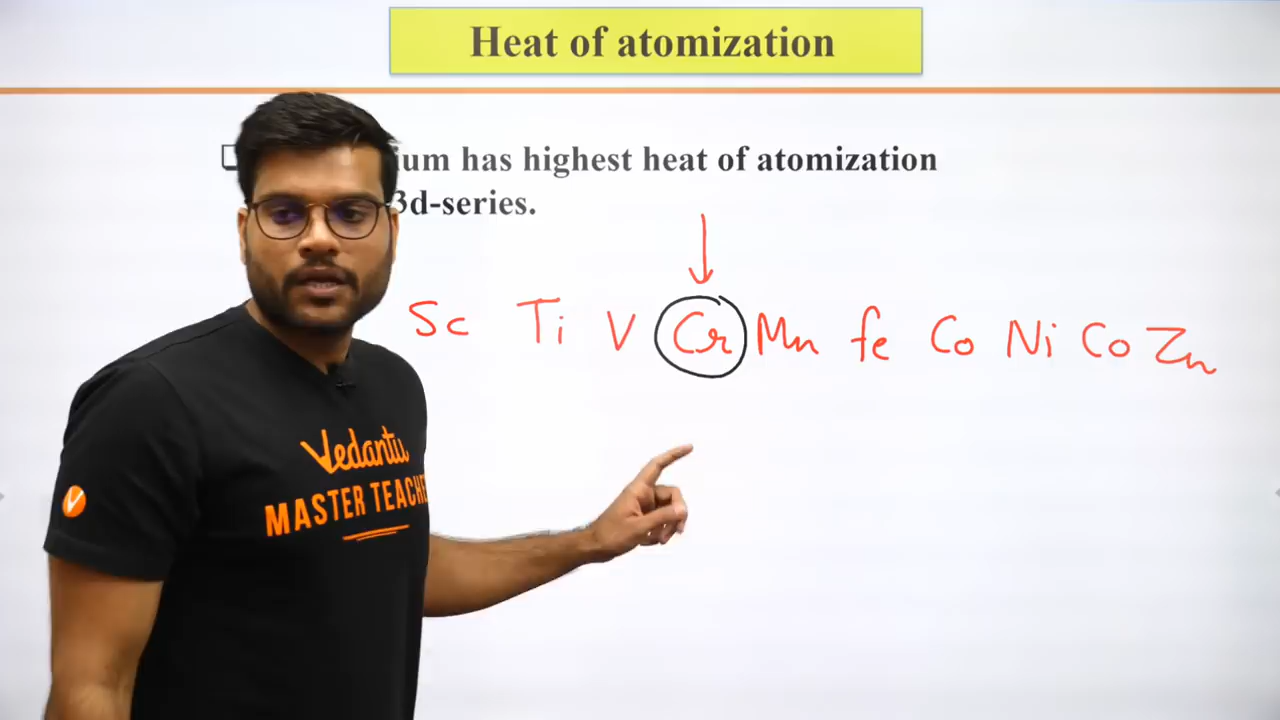 Heat of atomization
ium has highest heat of atomization
3d-series.
Sc Ti V Cr Mn fe Co Ni Co Zn
Vedantu
MASTER TEACHE
V